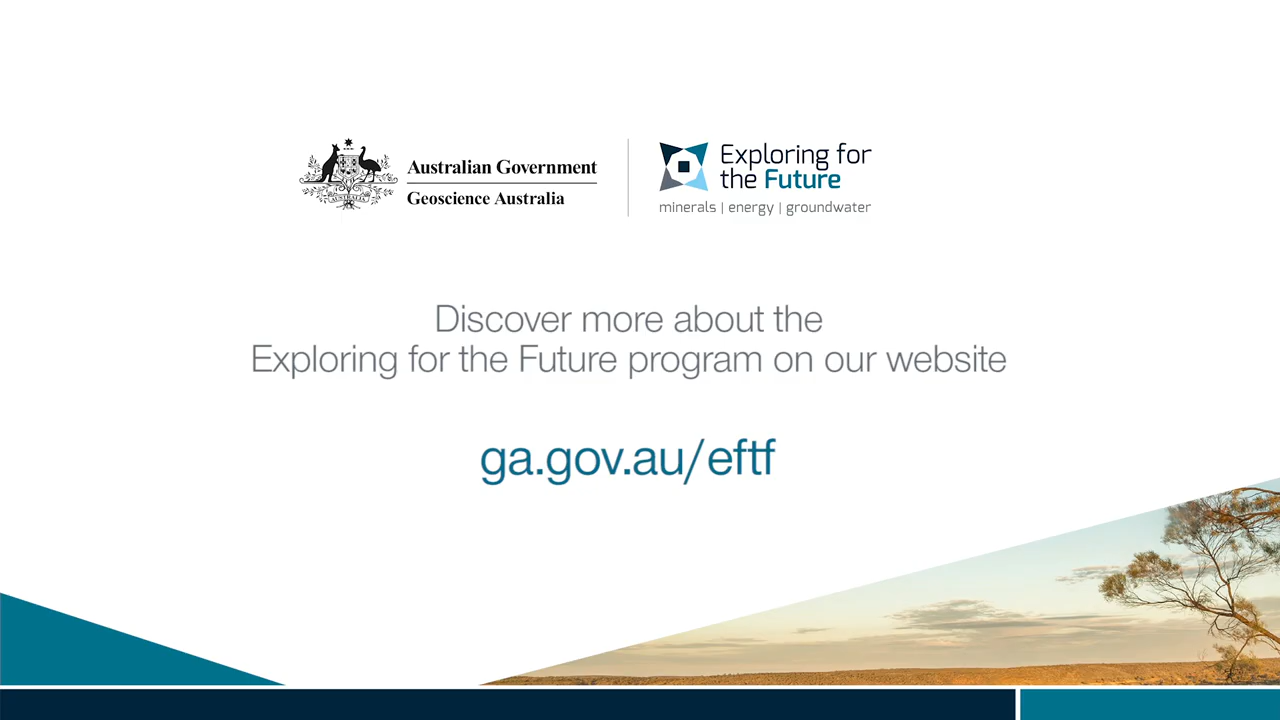 Australian Government
Geoscience Australia
Exploring for
the Future
minerals | energy | groundwater
Discover more about the
Exploring for the Future program on our website
ga.gov.au/eftf